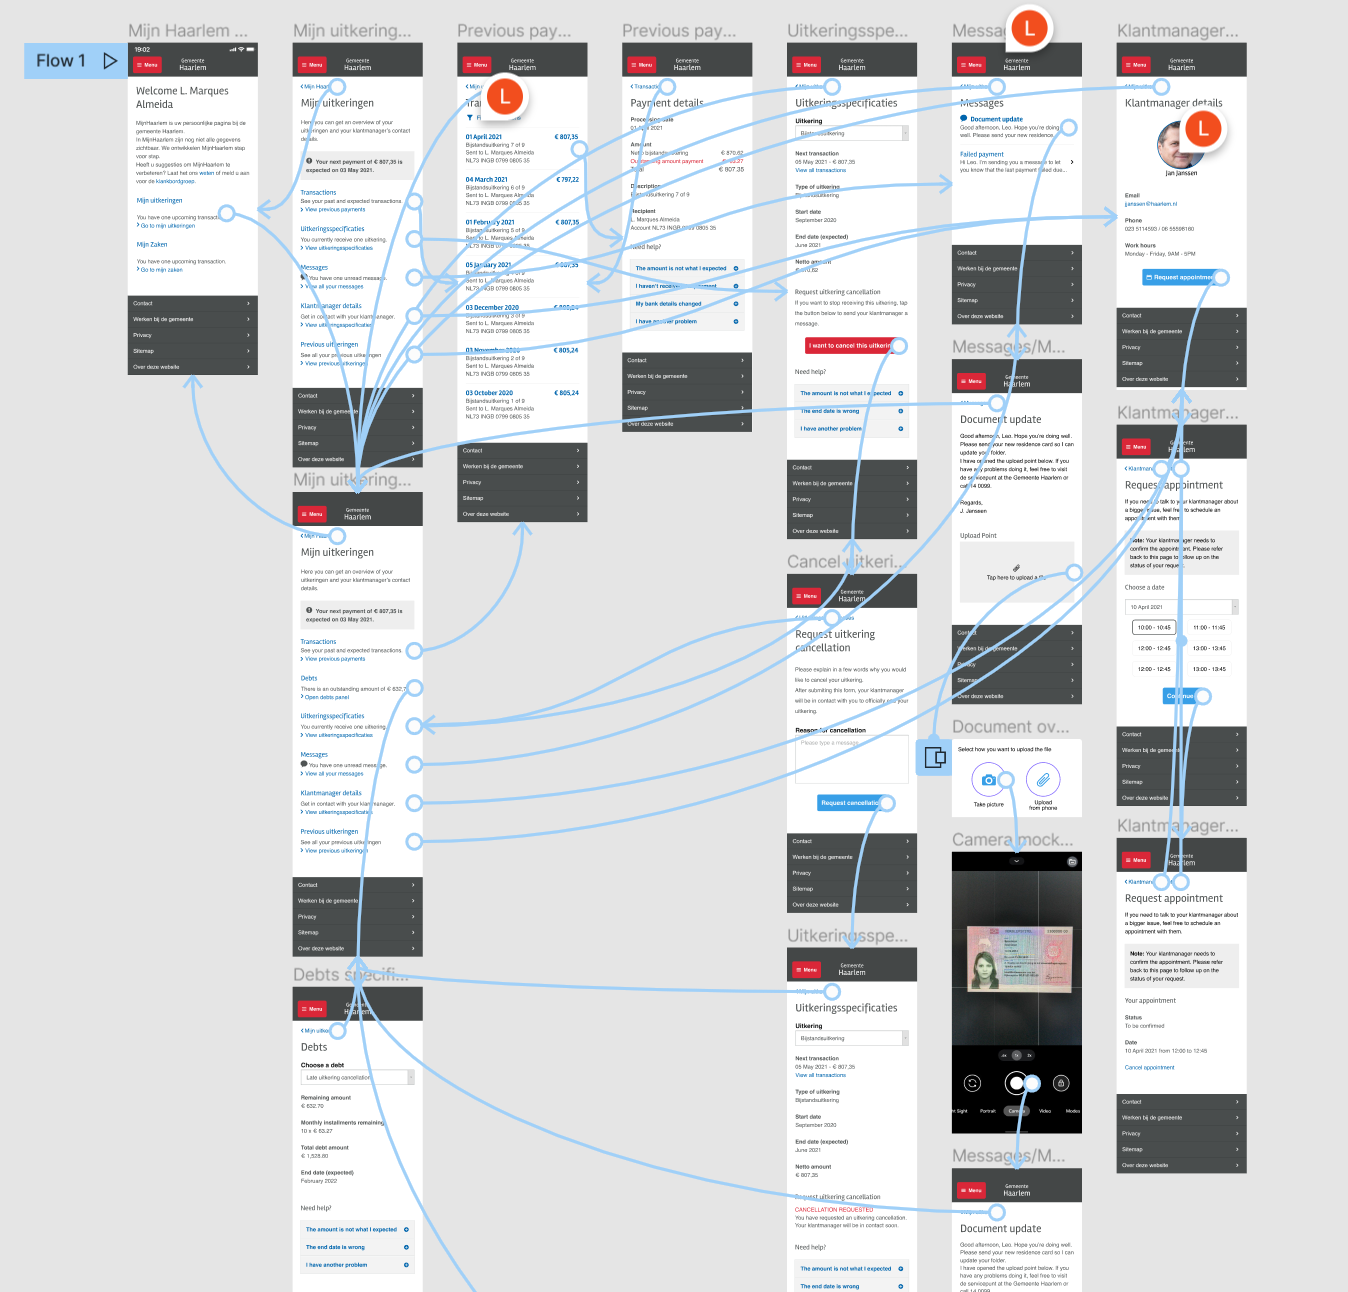 Flow 1
Mijn Haarlem ...
19:02
Menu
Gemeente
Haarlem
Welcome L. Marques
Almeida
MijnHaarlem is uw persoonlijke pagina bij de
gemeente Haarlem.
In MijnHaarlem zijn nog niet alle gegevens
zichtbaar. We ontwikkelen MijnHaarlem stap
voor stap.
Heeft u suggesties om MijnHaarlem te
verbeteren? Laat het ons weten of meld u aan
voor de klankbordgroep.
Mijn uitkeringen
You have one upcoming
Go to mijn uitkeringen
Mijn Zaken
You have one upcoming transaction.
Go to mijn zaken
Contact
Werken bij de gemeente
Privacy
Sitemap
Over deze website
Mijn uitkering...
Menu
Gemeente
Haarlem
Mijn uitkeringen
Here you can get an overview of your
uitkeringen and your klantmanager's contact
details.
Your next payment of € 807,35 is
expected on 03 May 2021.
Transactions
See your past and expected transactions.
View previous payments
Uitkeringsspecificaties
You currently receive one uitkering.
View uitkeringsspecificaties
Messages
You have one unread message.
View all your messages
Klantmanager details
Get in contact with your klantmanager.
View uitkeringsspecificaties
Previous uitkeringen
See all your previous uitkeringen
View previous uitkeringen
Contact
Werken bij de gemeente
Privacy
Sitemap
Over deze website
Mijn uitkering...
Menu
Gemeente
Haarlem
Mijn uitkeringen
Here you can get an overview of your
uitkeringen and your klantmanager's contact
details.
Your next payment of € 807,35 is
expected on 03 May 2021.
Transactions
See your past and expected transactions.
View previous payments
Debts
There is an outstanding amount of € 632,7
Open debts panel
Uitkeringsspecificaties
You currently receive one uitkering.
View uitkeringsspecificaties
Messages
You have one unread message.
View all your messages
Klantmanager details
Get in contact with your klantmanager.
View uitkeringsspecificaties
Previous uitkeringen
See all your previous uitkeringen
View previous uitkeringen
Contact
Werken bij de gemeente
Privacy
Sitemap
Over deze website
Debts specifi...
Menu
Haarlem
Mijn uitke
Debts
Choose a debt
Late uitkering cancellation
Remaining amount
€ 632,70
Monthly installments remaining
10 x € 63,27
Total debt amount
€ 1,528.80
End date (expected)
February 2022
Need help?
The amount is not what I expected
The end date is wrong
I have another problem
Previous pay...
Menu
Haarlem
L
01 April 2021 € 807,35
Bijstandsuitkering 7 of 9
Sent to L. Marques Almeida
NL73 INGB 0799 0805 35
04 March 2021 € 797,22
Bijstandsuitkering 6 of 9
Sent to L. Marques Almeida
NL73 INGB 0799 0805 35
01 February 2021 € 807,35
Bijstandsuitkering 5 of 9
Sent to L. Marques Almeida
NL73 INGB 0799 0805 35
05 January 2021 € 807,35
Sent to L. Marques Almeida
NL73 INGB 0799 0805 35
03 December 2020
Sent to L. Marques Almeida
NL73 INGB 0799 0805 35
03 November 2020 € 805,24
Bijstandsuitkering 2 of 9
Sent to L. Marques Almeida
NL73 INGB 0799 0805 35
03 October 2020 € 805,24
Bijstandsuitkering 1 of 9
Sent to L. Marques Almeida
NL73 INGB 0799 0805 35
Contact
Werken bij de gemeente
Privacy
Sitemap
Over deze website
Previous pay...
Menu
Gemeente
Haarlem
Payment details
Processing date
01 April 2021
Amount
Netto bijstandsuitkering € 870,62
Outstanding amount payment
Total € 807.35
Description
Bijstandsuitkering 7 of 9
Recipient
L. Marques Almeida
Account NL73 INGB 0799 0805 35
Need help?
The amount is not what I expected
My bank details changed
I have another problem
Contact
Werken bij de gemeente
Privacy
Sitemap
Over deze website
Uitkeringsspe...
Menu
Gemeente
Haarlem
Uitkeringsspecificaties
Uitkering
Bijstandsuitkering
Next transaction
05 May 2021 - € 807,35
View all transactions
Type of uitkering
Bijstandsuitkering
Start date
September 2020
End date (expected)
June 2021
Netto amount
Request uitkering cancellation
If you want to stop receiving this uitkering, tap
the button below to send your klantmanager a
message.
I want to cancel this uitkering
Need help?
The amount is not what I expected
The end date is wrong
I have another problem
Contact
Werken bij de gemeente
Privacy
Sitemap
Over deze website
Cancel uitkeri...
Menu
Gemeente
Haarlem
Request uitkering
cancellation
Please explain in a few words why you would
like to cancel your uitkering.
After submitting this form, your klantmanager
will be in contact with you to officially end your
uitkering.
Reason for cancellation
Please type a message
Request cancellation
Contact
Werken bij de gemeente
Privacy
Sitemap
Over deze website
Uitkeringsspe...
Menu
Gemeente
Haarlem
Uitkeringsspecificaties
Uitkering
Bijstandsuitkering
Next transaction
05 May 2021 - € 807,35
View all transactions
Type of uitkering
Bijstandsuitkering
Start date
September 2020
End date (expected)
June 2021
Netto amount
€ 807,35
Request uitkering cancellation
CANCELLATION REQUESTED
You have requested an uitkering cancellation.
Your klantmanager will be in contact soon.
Need help?
The amount is not what I expected
The end date is wrong
L
Menu
Gemeente
Haarlem
Messages
Document update
Good afternoon, Leo. Hope you're doing
well. Please send your new residence
Failed payment
Hi Leo. I'm sending you a message to let
you know that the last payment failed due...
Contact
Werken bij de gemeente
Privacy
Sitemap
Over deze website
Messages/M...
Menu
Haarlem
Document update
Good afternoon, Leo. Hope you're doing well.
Please send your new residence card so I can
update your folder.
I have opened the upload point below. If you
have any problems doing it, feel free to visit
de servicepunt at the Gemeente Haarlem or
call 14 0099.
Regards,
J. Janssen
Upload Point
Tap here to upload a file
Contact
Werken bij de gemeente
Privacy
Sitemap
Over deze website
Document ov...
Select how you want to upload the file
Take picture
Upload
from phone
Camera mock...
1x
Night Sight Portrait Camera Video Modes
Messages/M...
Menu
Gemeente
Haarlem
Document update
Good afternoon, Leo. Hope you're doing well.
Please send your new residence card so I can
update your folder.
I have opened the upload point below. If you
have any problems doing it, feel free to visit
de servicepunt at the Gemeente Haarlem or
Klantmanager...
Menu
Gemeente
Haarlem
Klantmanager details
L
Jan Janssen
Email
jjanssen@haarlem.nl
Phone
023 5114593 / 06 55598160
Work hours
Monday - Friday, 9AM - 5PM
Request appointment
Contact
Werken bij de gemeente
Privacy
Sitemap
Over deze website
Klantmanager...
Menu
Haarlem
Klantman
Request appointment
If you need to talk to your klantmanager about
a bigger issue, feel free to schedule an
appointment with them.
Note: Your klantmanager needs to
confirm the appointment. Please refer
back to this page to follow up on the
status of your request.
Choose a date
10 April 2021
10:00 - 10:45 11:00 - 11:45
12:00 - 12:45 13:00 - 13:45
12:00 - 12:45 13:00 - 13:45
Continue
Contact
Werken bij de gemeente
Privacy
Sitemap
Over deze website
Klantmanager...
Menu
Haarlem
Klantman
Request appointment
If you need to talk to your klantmanager about
a bigger issue, feel free to schedule an
appointment with them.
Note: Your klantmanager needs to
confirm the appointment. Please refer
back to this page to follow up on the
status of your request.
Your appointment
Status
To be confirmed
Date
10 April 2021 from 12:00 to 12:45
Cancel appointment
Contact
Werken bij de gemeente
Privacy
Sitemap
Over deze website